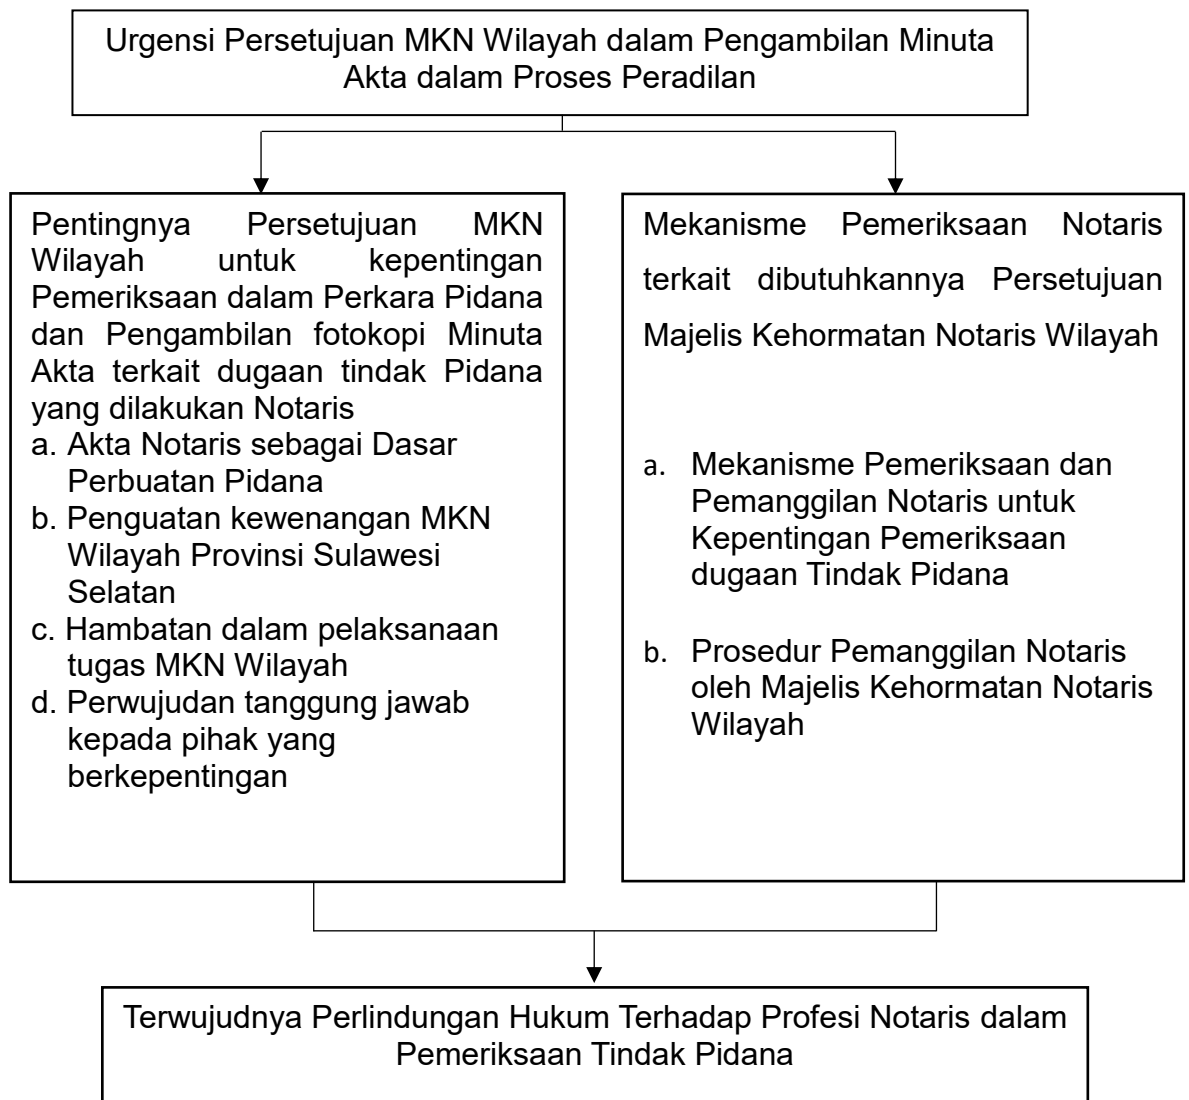 Urgensi Persetujuan MKN Wilayah dalam Pengambilan Minuta
Akta dalam Proses Peradilan
Pentingnya Persetujuan MKN
Wilayah untuk kepentingan
Pemeriksaan dalam Perkara Pidana
dan Pengambilan fotokopi Minuta
Akta terkait dugaan tindak Pidana
yang dilakukan Notaris
a. Akta Notaris sebagai Dasar
Perbuatan Pidana
b. Penguatan kewenangan MKN
Wilayah Provinsi Sulawesi
Selatan
c. Hambatan dalam pelaksanaan
tugas MKN Wilayah
d. Perwujudan tanggung jawab
kepada pihak yang
berkepentingan
Mekanisme Pemeriksaan Notaris
terkait dibutuhkannya Persetujuan
Majelis Kehormatan Notaris Wilayah
a. Mekanisme Pemeriksaan dan
Pemanggilan Notaris untuk
Kepentingan Pemeriksaan
dugaan Tindak Pidana
b. Prosedur Pemanggilan Notaris
oleh Majelis Kehormatan Notaris
Wilayah
Terwujudnya Perlindungan Hukum Terhadap Profesi Notaris dalam
Pemeriksaan Tindak Pidana